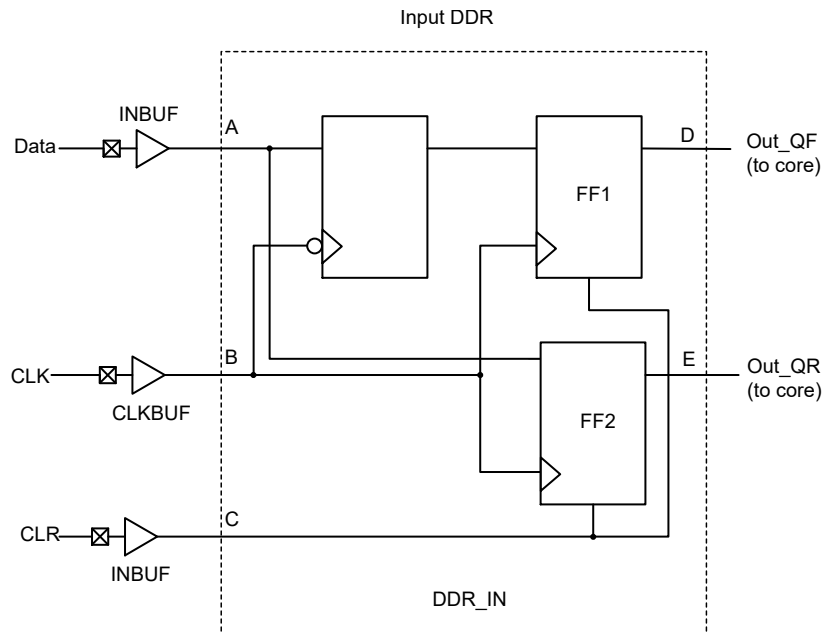 Input DDR
INBUF
Data
A
D
Out_QF
(to core)
FF1
CLK
B
CLKBUF
E
Out_QR
(to core)
FF2
CLR
C
INBUF
DDR_IN